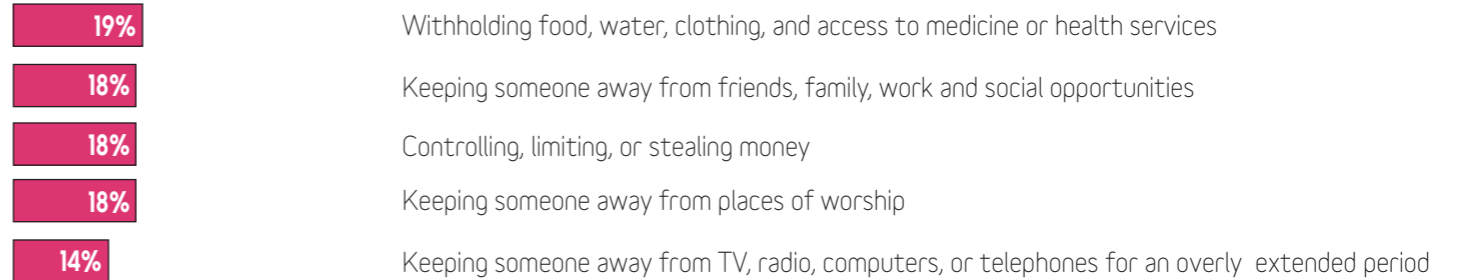 19% Withholding food, water, clothing, and access to medicine or health services
18% Keeping someone away from friends, family, work and social opportunities
18% Controlling, limiting, or stealing money
18% Keeping someone away from places of worship
14% Keeping someone away from TV, radio, computers, or telephones for an overly extended period